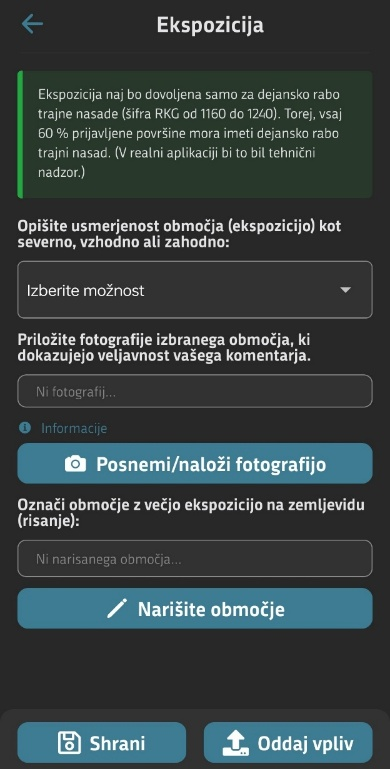 Ekspozicija
Ekspozicija naj bo dovoljena samo za dejansko rabo
trajne nasade (šifra RKG od 1160 do 1240). Torej, vsaj
60 % prijavljene površine mora imeti dejansko rabo
trajni nasad. (V realni aplikaciji bi to bil tehnični
nadzor.)
Opišite usmerjenost območja (ekspozicijo) kot
severno, vzhodno ali zahodno:
Izberite možnost
Priložite fotografije izbranega območja, ki
dokazujejo veljavnost vašega komentarja.
Ni fotografij...
Informacije
Posnemi/naloži fotografijo
Označi območje z večjo ekspozicijo na zemljevidu
(risanje):
Ni narisanega območja...
Narišite območje
Shrani
Oddaj vpliv